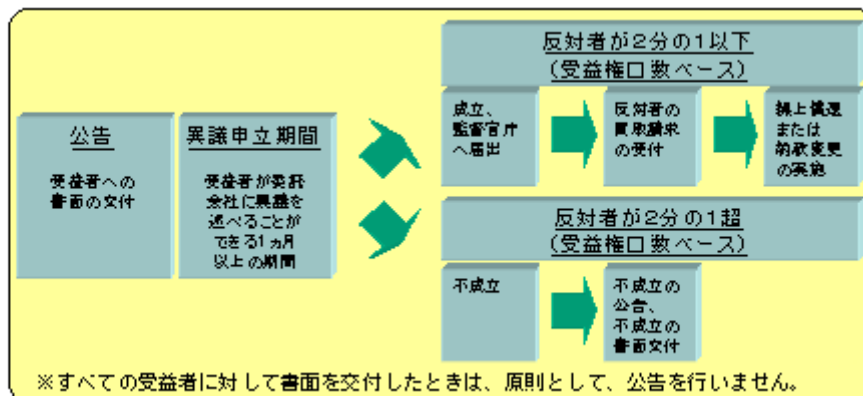 反対者が2分の1以下
(受益権口数ベース)
公告
受益者への
書面の交付
異議申立期間
受益者が委託
会社に異議を
述べることが
できる1ヵ月
以上の期間
成立、
監督官庁
へ届出
反対者の
買取請求
の受付
繰上償還
または
約款変更
の実施
反対者が2分の1超
(受益権口数ベース)
不成立
不成立の
公告、
不成立の
書面交付
※すべての受益者に対して書面を交付したときは、原則として、公告を行いません。